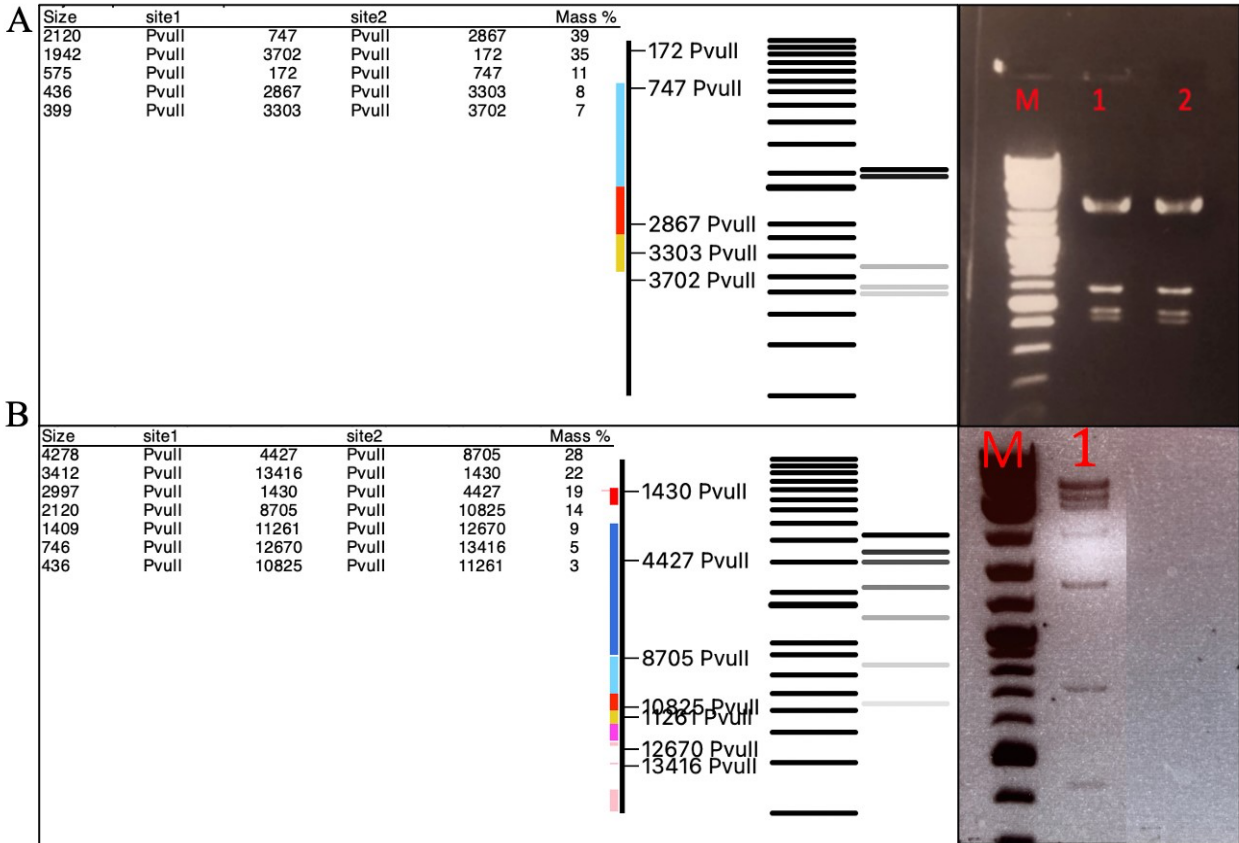 A
Size site1 site2 Mass %
2120 PvuII 747 PvuII 2867 39
1942 PvuII 3702 PvuII 172 35
575 PvuII 172 PvuII 747 11
436 PvuII 2867 PvuII 3303 8
399 PvuII 3303 PvuII 3702 7
172 PvuII
747 PvuII
2867 PvuII
3303 PvuII
3702 PvuII
M 1 2
B
Size site1 site2 Mass %
4278 PvuII 4427 PvuII 8705 28
3412 PvuII 13416 PvuII 1430 22
2997 PvuII 1430 PvuII 4427 19
2120 PvuII 8705 PvuII 10825 14
1409 PvuII 11261 PvuII 12670 9
746 PvuII 12670 PvuII 13416 5
436 PvuII 10825 PvuII 11261 3
1430 PvuII
4427 PvuII
8705 PvuII
10825 PvuII
11261 PvuII
12670 PvuII
13416 PvuII
M 1